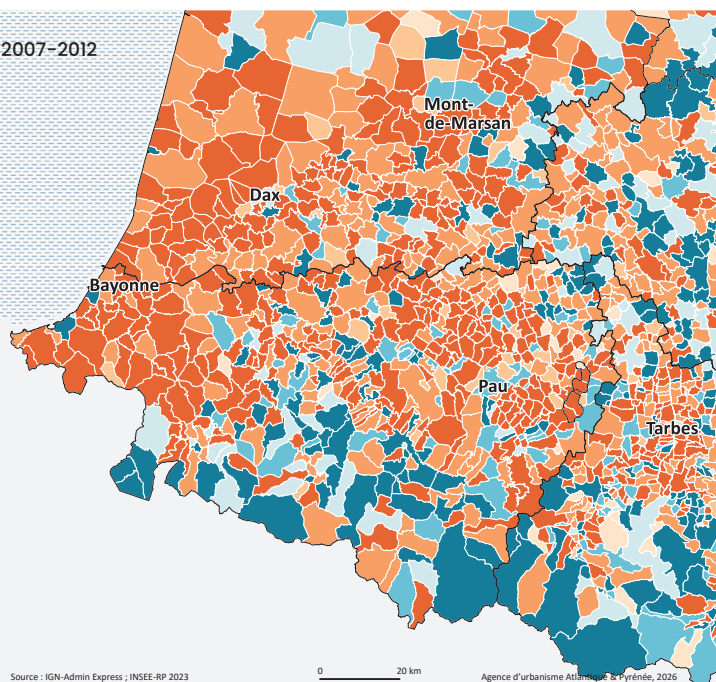 2007-2012
Mont-
de-Marsan
Dax
Bayonne
Pau
Tarbes
0 20 km
Source : IGN-Admin Express ; INSEE-RP 2023
Agence d'urbanisme Atlantique & Pyrénée, 2026